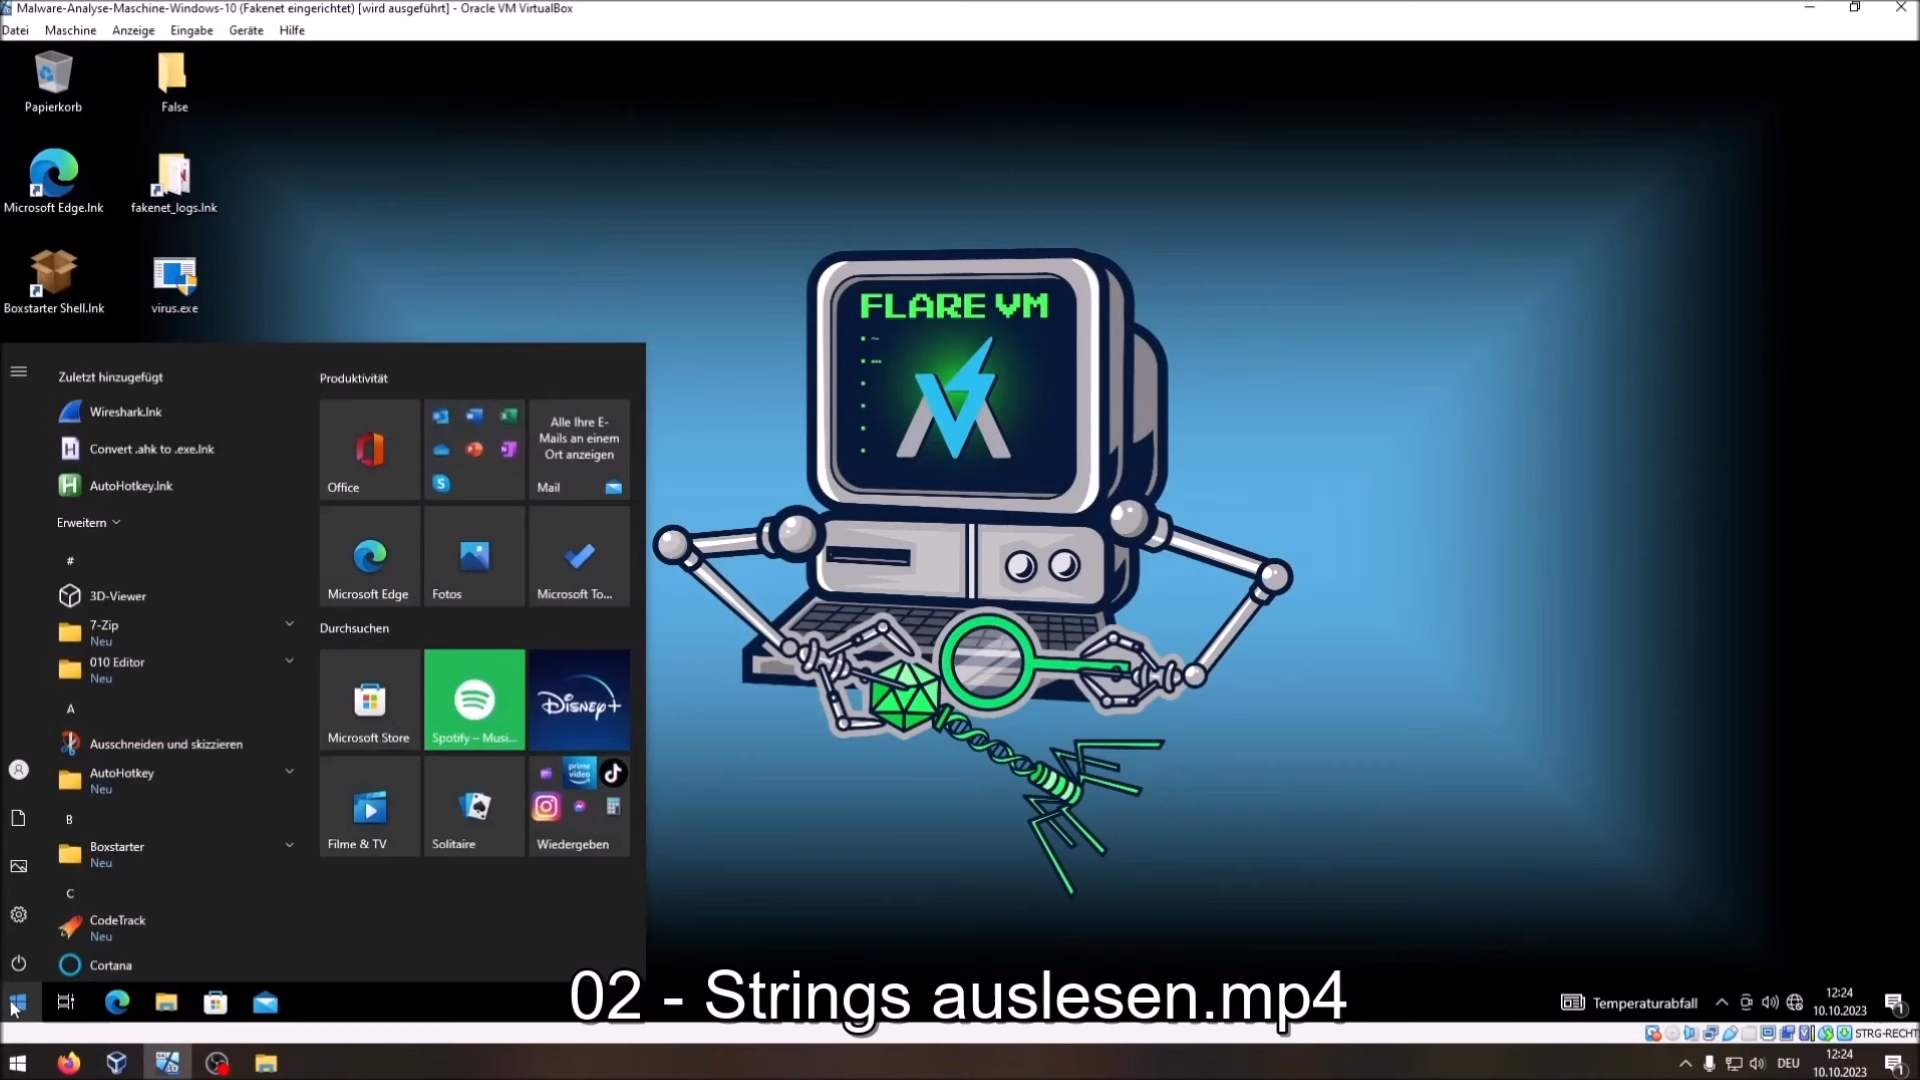 Malware-Analyse-Maschine-Windows-10 (Fakenet eingerichtet) [wird ausgeführt] - Oracle VM VirtualBox
Datei Maschine Anzeige Eingabe Geräte Hilfe
Papierkorb
False
Microsoft Edge.lnk
fakenet_logs.lnk
Boxstarter Shell.lnk
virus.exe
FLARE VM
Zuletzt hinzugefügt
Wireshark.lnk
Convert .ahk to .exe.lnk
AutoHotkey.lnk
Erweitern
#
3D-Viewer
7-Zip
Neu
010 Editor
Neu
A
Ausschneiden und skizzieren
AutoHotkey
Neu
B
Boxstarter
Neu
C
CodeTrack
Neu
Cortana
Produktivität
Office
Alle Ihre E-
Mails an einem
Ort anzeigen
Mail
Microsoft Edge
Fotos
Microsoft To...
Durchsuchen
Microsoft Store
Spotify – Musi...
Disney+
Filme & TV
Solitaire
prime video
Wiedergeben
02 - Strings auslesen.mp4
Temperaturabfall
12:24
10.10.2023
STRG-RECHT
DEU
12:24
10.10.2023